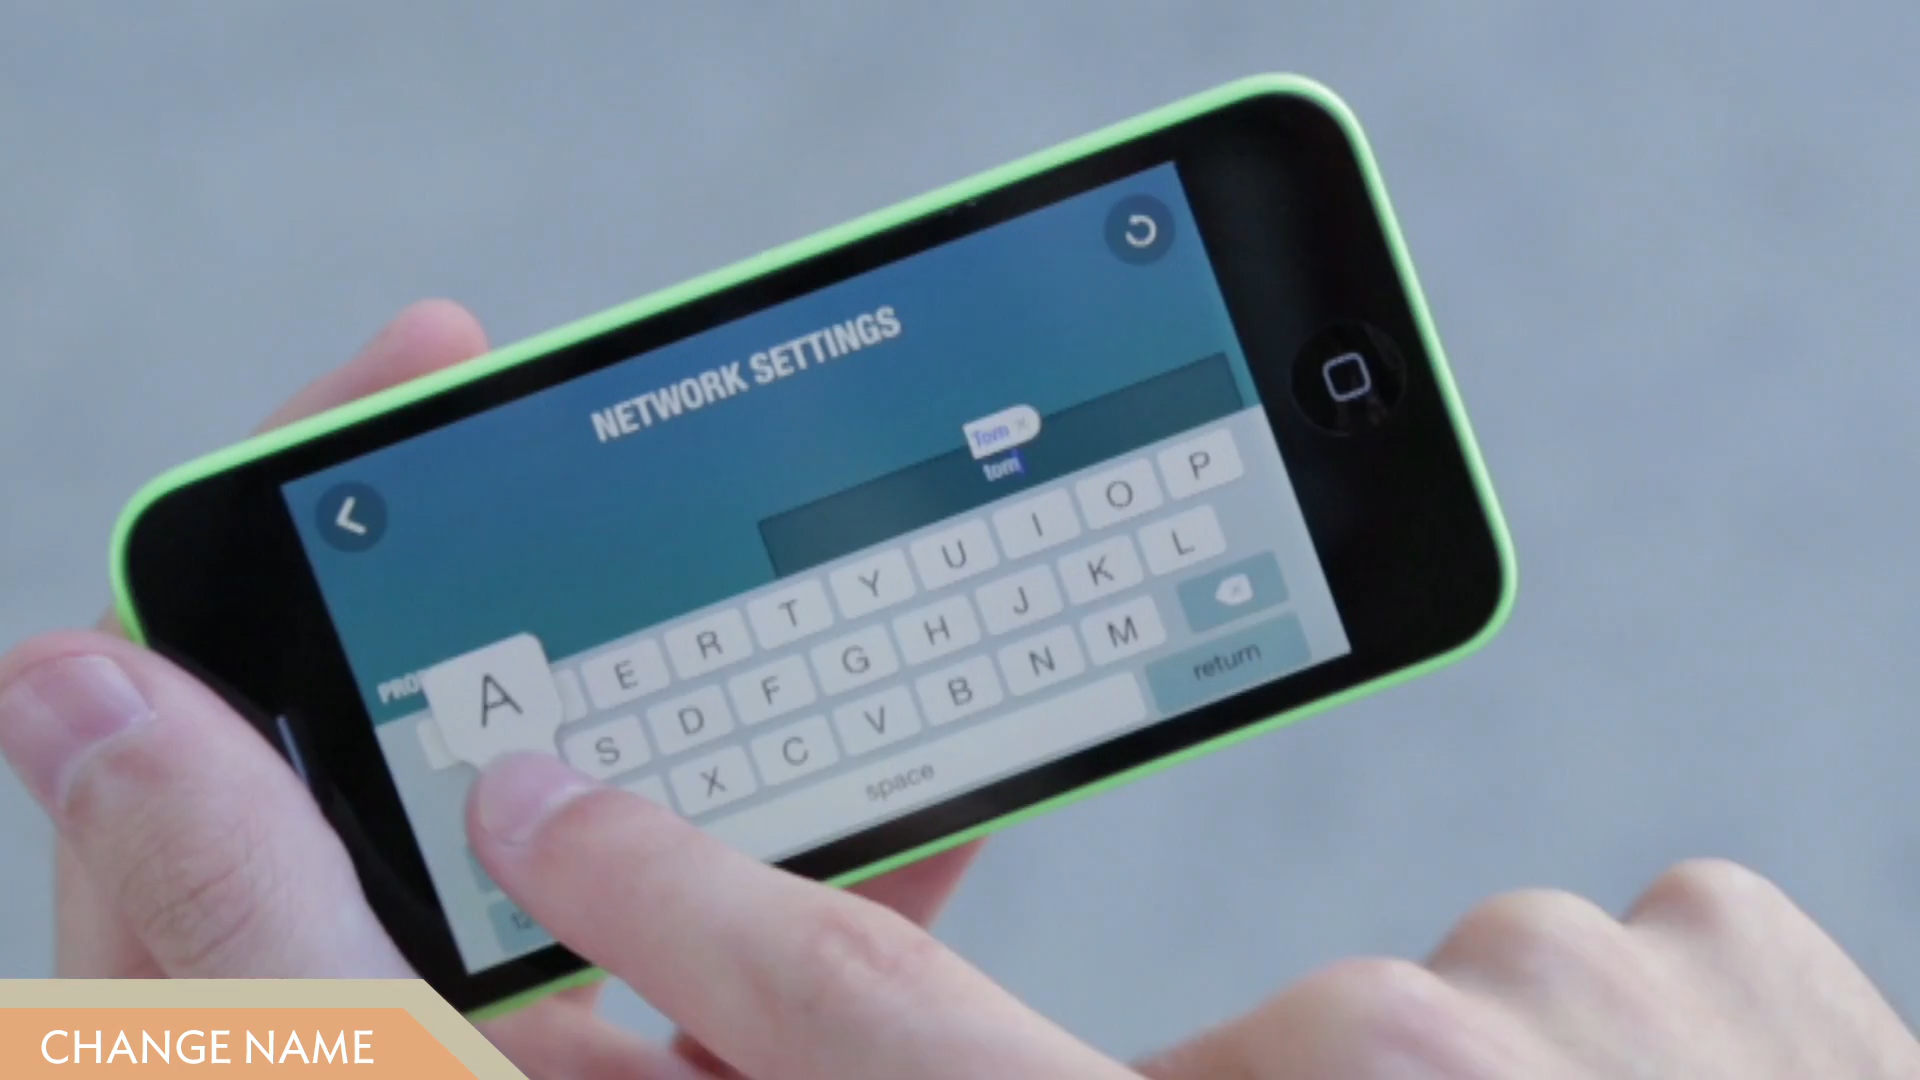 NETWORK SETTINGS
Tom ×
tom
E R T Y U I O P
A S D F G H J K L
X C V B N M
space return
CHANGE NAME